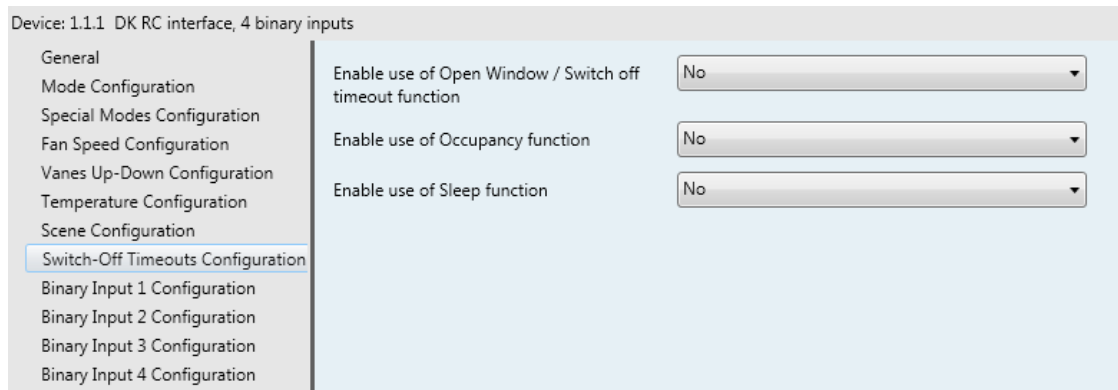 Device: 1.1.1 DK RC interface, 4 binary inputs
General
Mode Configuration
Special Modes Configuration
Fan Speed Configuration
Vanes Up-Down Configuration
Temperature Configuration
Scene Configuration
Switch-Off Timeouts Configuration
Binary Input 1 Configuration
Binary Input 2 Configuration
Binary Input 3 Configuration
Binary Input 4 Configuration
Enable use of Open Window / Switch off
timeout function
No
Enable use of Occupancy function
No
Enable use of Sleep function
No